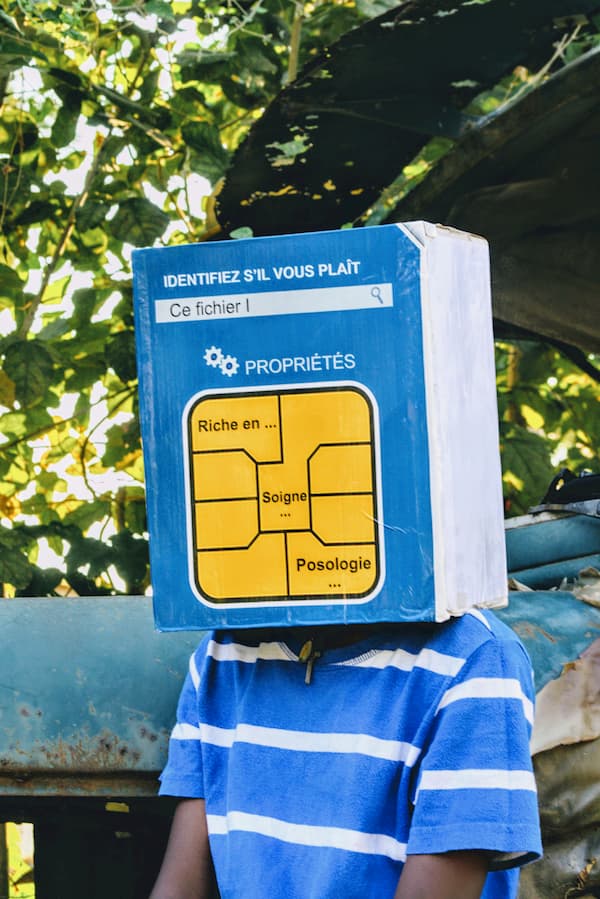 IDENTIFIEZ S'IL VOUS PLAÎT
Ce fichier l
PROPRIÉTÉS
Riche en ...
Soigne
...
Posologie
...